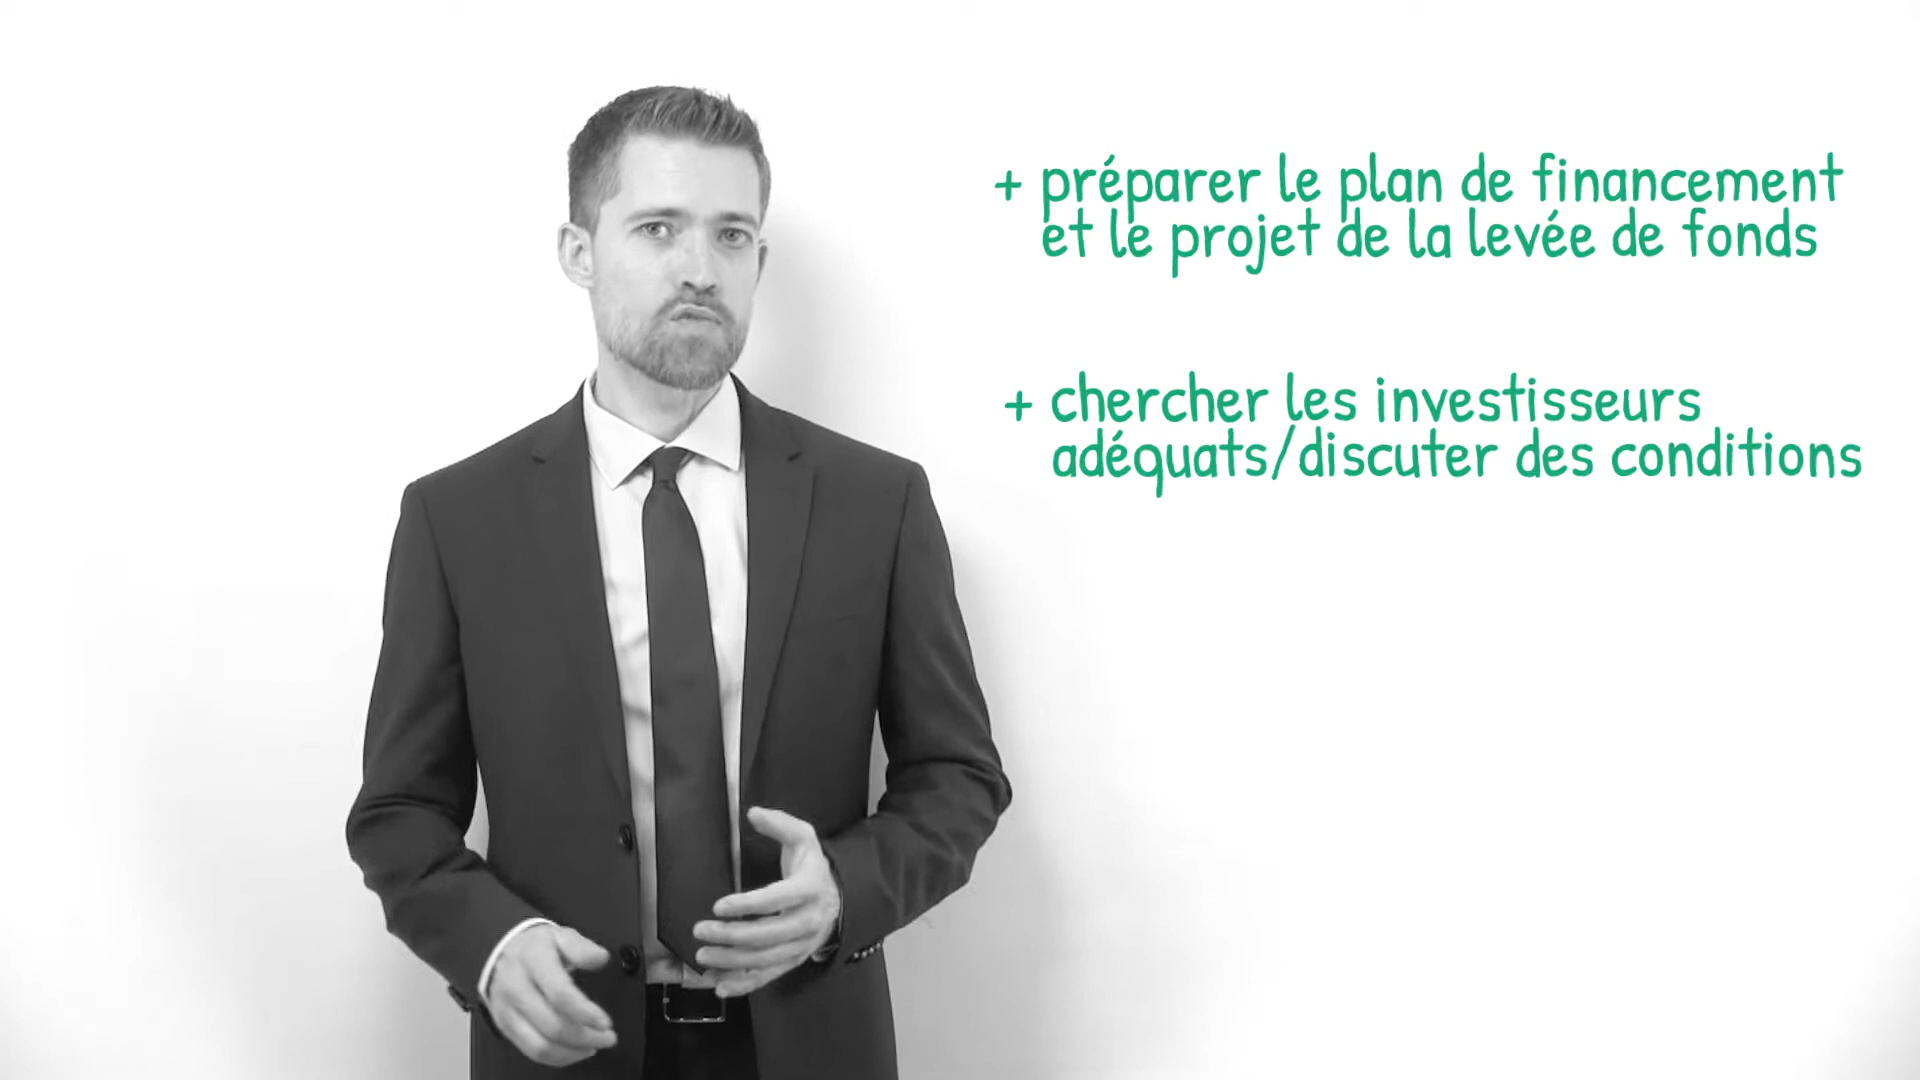 + préparer le plan de financement
et le projet de la levée de fonds
+ chercher les investisseurs
adéquats/discuter des conditions